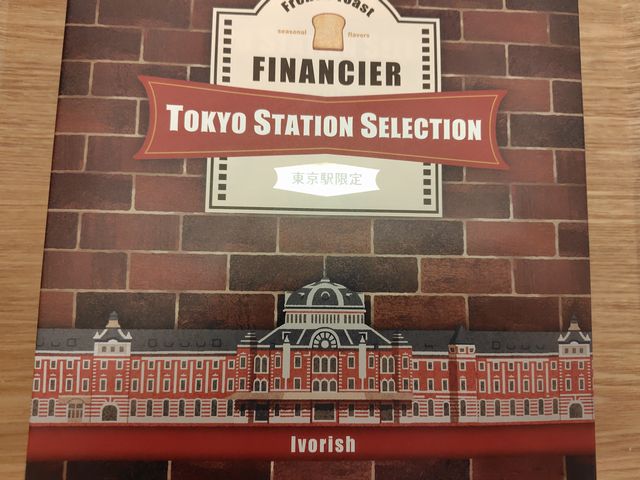 French Toast
seasonal flavors
FINANCIER
TOKYO STATION SELECTION
東京駅限定
Ivorish